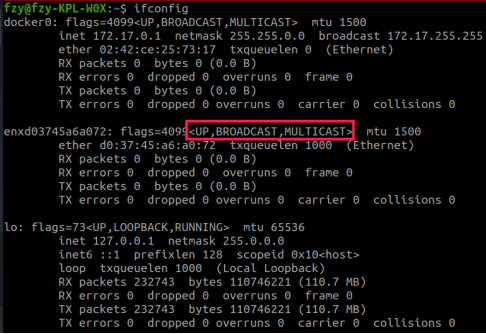 fzy@fzy-KPL-W0X:~$ ifconfig
docker0: flags=4099<UP,BROADCAST,MULTICAST>  mtu 1500
        inet 172.17.0.1  netmask 255.255.0.0  broadcast 172.17.255.255
        ether 02:42:ce:25:73:17  txqueuelen 0  (Ethernet)
        RX packets 0  bytes 0 (0.0 B)
        RX errors 0  dropped 0  overruns 0  frame 0
        TX packets 0  bytes 0 (0.0 B)
        TX errors 0  dropped 0 overruns 0  carrier 0  collisions 0
enxd03745a6a072: flags=4099<UP,BROADCAST,MULTICAST>  mtu 1500
        ether d0:37:45:a6:a0:72  txqueuelen 1000  (Ethernet)
        RX packets 0  bytes 0 (0.0 B)
        RX errors 0  dropped 0  overruns 0  frame 0
        TX packets 0  bytes 0 (0.0 B)
        TX errors 0  dropped 0 overruns 0  carrier 0  collisions 0
lo: flags=73<UP,LOOPBACK,RUNNING>  mtu 65536
        inet 127.0.0.1  netmask 255.0.0.0
        inet6 ::1  prefixlen 128  scopeid 0x10<host>
        loop  txqueuelen 1000  (Local Loopback)
        RX packets 232743  bytes 110746221 (110.7 MB)
        RX errors 0  dropped 0  overruns 0  frame 0
        TX packets 232743  bytes 110746221 (110.7 MB)
        TX errors 0  dropped 0 overruns 0  carrier 0  collisions 0